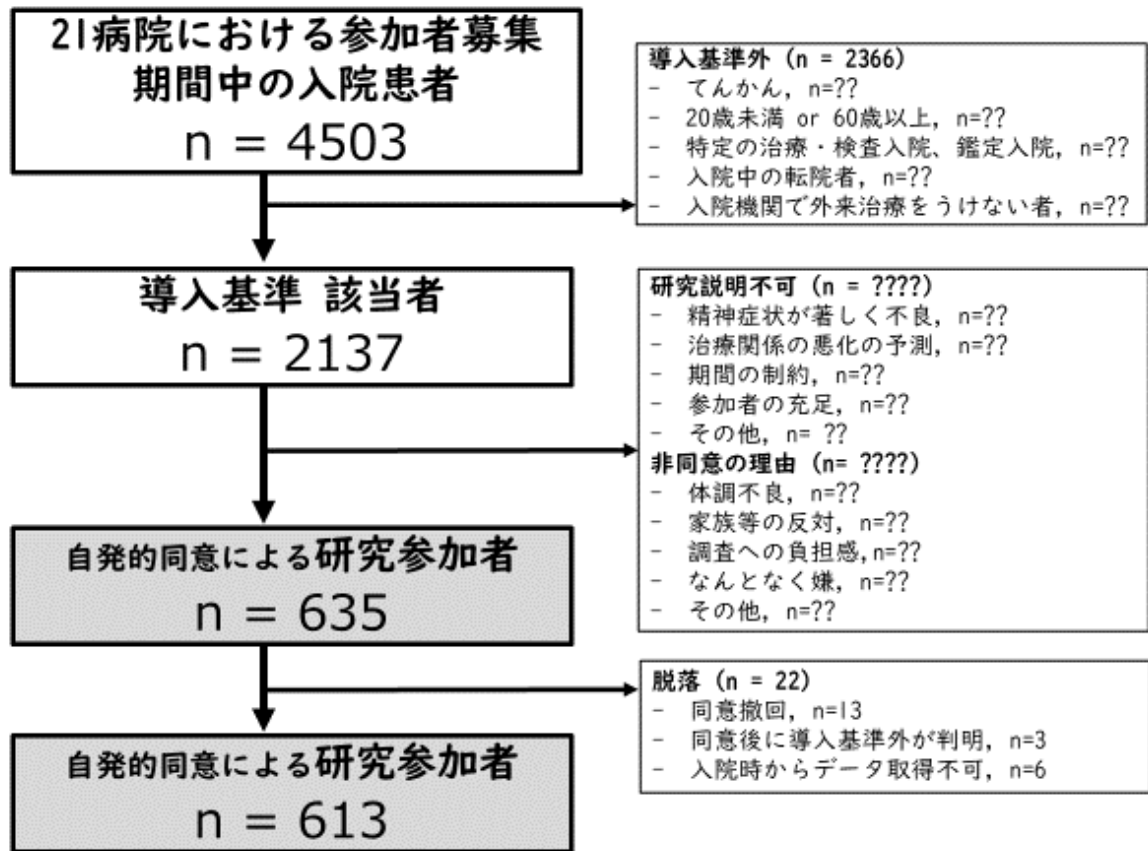 21病院における参加者募集
期間中の入院患者
n = 4503
導入基準外 (n = 2366)
- てんかん, n=??
- 20歳未満 or 60歳以上, n=??
- 特定の治療・検査入院、鑑定入院, n=??
- 入院中の転院者, n=??
- 入院機関で外来治療をうけない者, n=??
導入基準 該当者
n = 2137
研究説明不可 (n = ????)
- 精神症状が著しく不良, n=??
- 治療関係の悪化の予測, n=??
- 期間の制約, n=??
- 参加者の充足, n=??
- その他, n= ??
非同意の理由 (n= ????)
- 体調不良, n=??
- 家族等の反対, n=??
- 調査への負担感,n=??
- なんとなく嫌, n=??
- その他, n=??
自発的同意による研究参加者
n = 635
脱落 (n = 22)
- 同意撤回, n=13
- 同意後に導入基準外が判明, n=3
- 入院時からデータ取得不可, n=6
自発的同意による研究参加者
n = 613